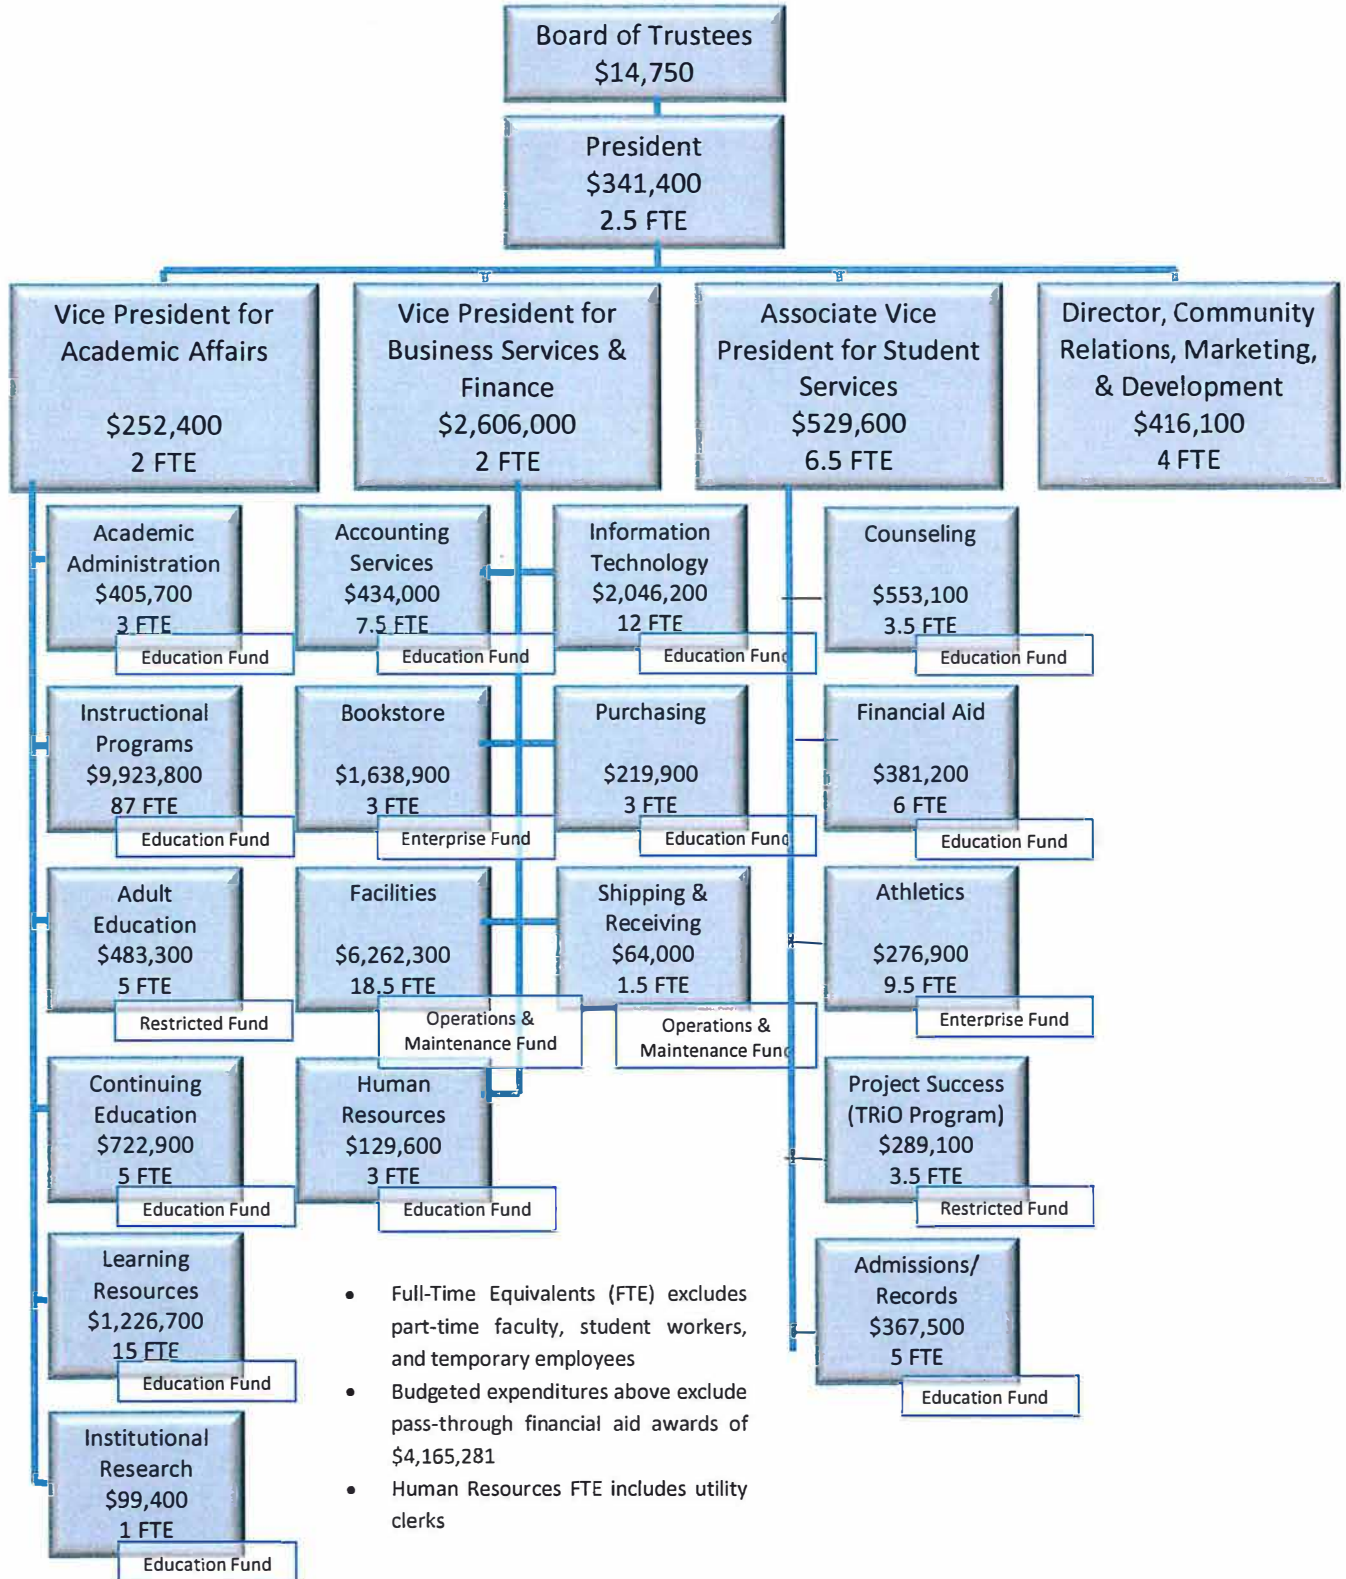 Board of Trustees
$14,750
President
$341,400
2.5 FTE
Vice President for
Academic Affairs
$252,400
2 FTE
Vice President for
Business Services &
Finance
$2,606,000
2 FTE
Associate Vice
President for Student
Services
$529,600
6.5 FTE
Director, Community
Relations, Marketing,
& Development
$416,100
4 FTE
Academic
Administration
$405,700
3 FTE
Education Fund
Accounting
Services
$434,000
7.5 FTE
Education Fund
Information
Technology
$2,046,200
12 FTE
Education Fund
Counseling
$553,100
3.5 FTE
Education Fund
Instructional
Programs
$9,923,800
87 FTE
Education Fund
Bookstore
$1,638,900
3 FTE
Enterprise Fund
Purchasing
$219,900
3 FTE
Education Fund
Financial Aid
$381,200
6 FTE
Education Fund
Adult
Education
$483,300
5 FTE
Restricted Fund
Facilities
$6,262,300
18.5 FTE
Operations &
Maintenance Fund
Shipping &
Receiving
$64,000
1.5 FTE
Operations &
Maintenance Fund
Athletics
$276,900
9.5 FTE
Enterprise Fund
Continuing
Education
$722,900
5 FTE
Education Fund
Human
Resources
$129,600
3 FTE
Education Fund
Project Success
(TRiO Program)
$289,100
3.5 FTE
Restricted Fund
Learning
Resources
$1,226,700
15 FTE
Education Fund
Admissions/
Records
$367,500
5 FTE
Education Fund
Institutional
Research
$99,400
1 FTE
Education Fund
• Full-Time Equivalents (FTE) excludes
part-time faculty, student workers,
and temporary employees
• Budgeted expenditures above exclude
pass-through financial aid awards of
$4,165,281
• Human Resources FTE includes utility
clerks